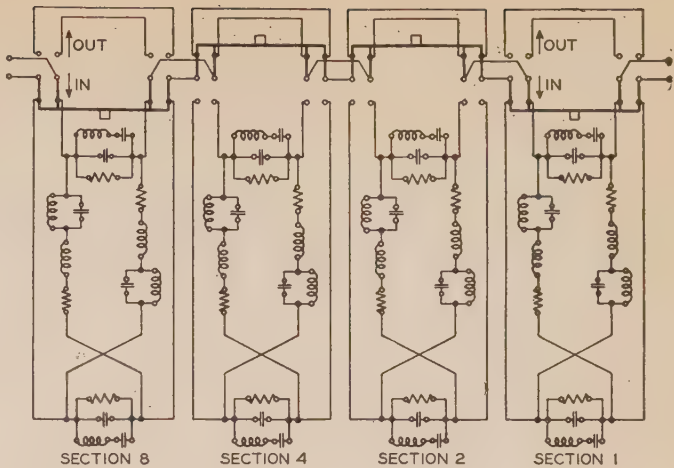 OUT
IN
OUT
IN
SECTION 8
SECTION 4
SECTION 2
SECTION 1